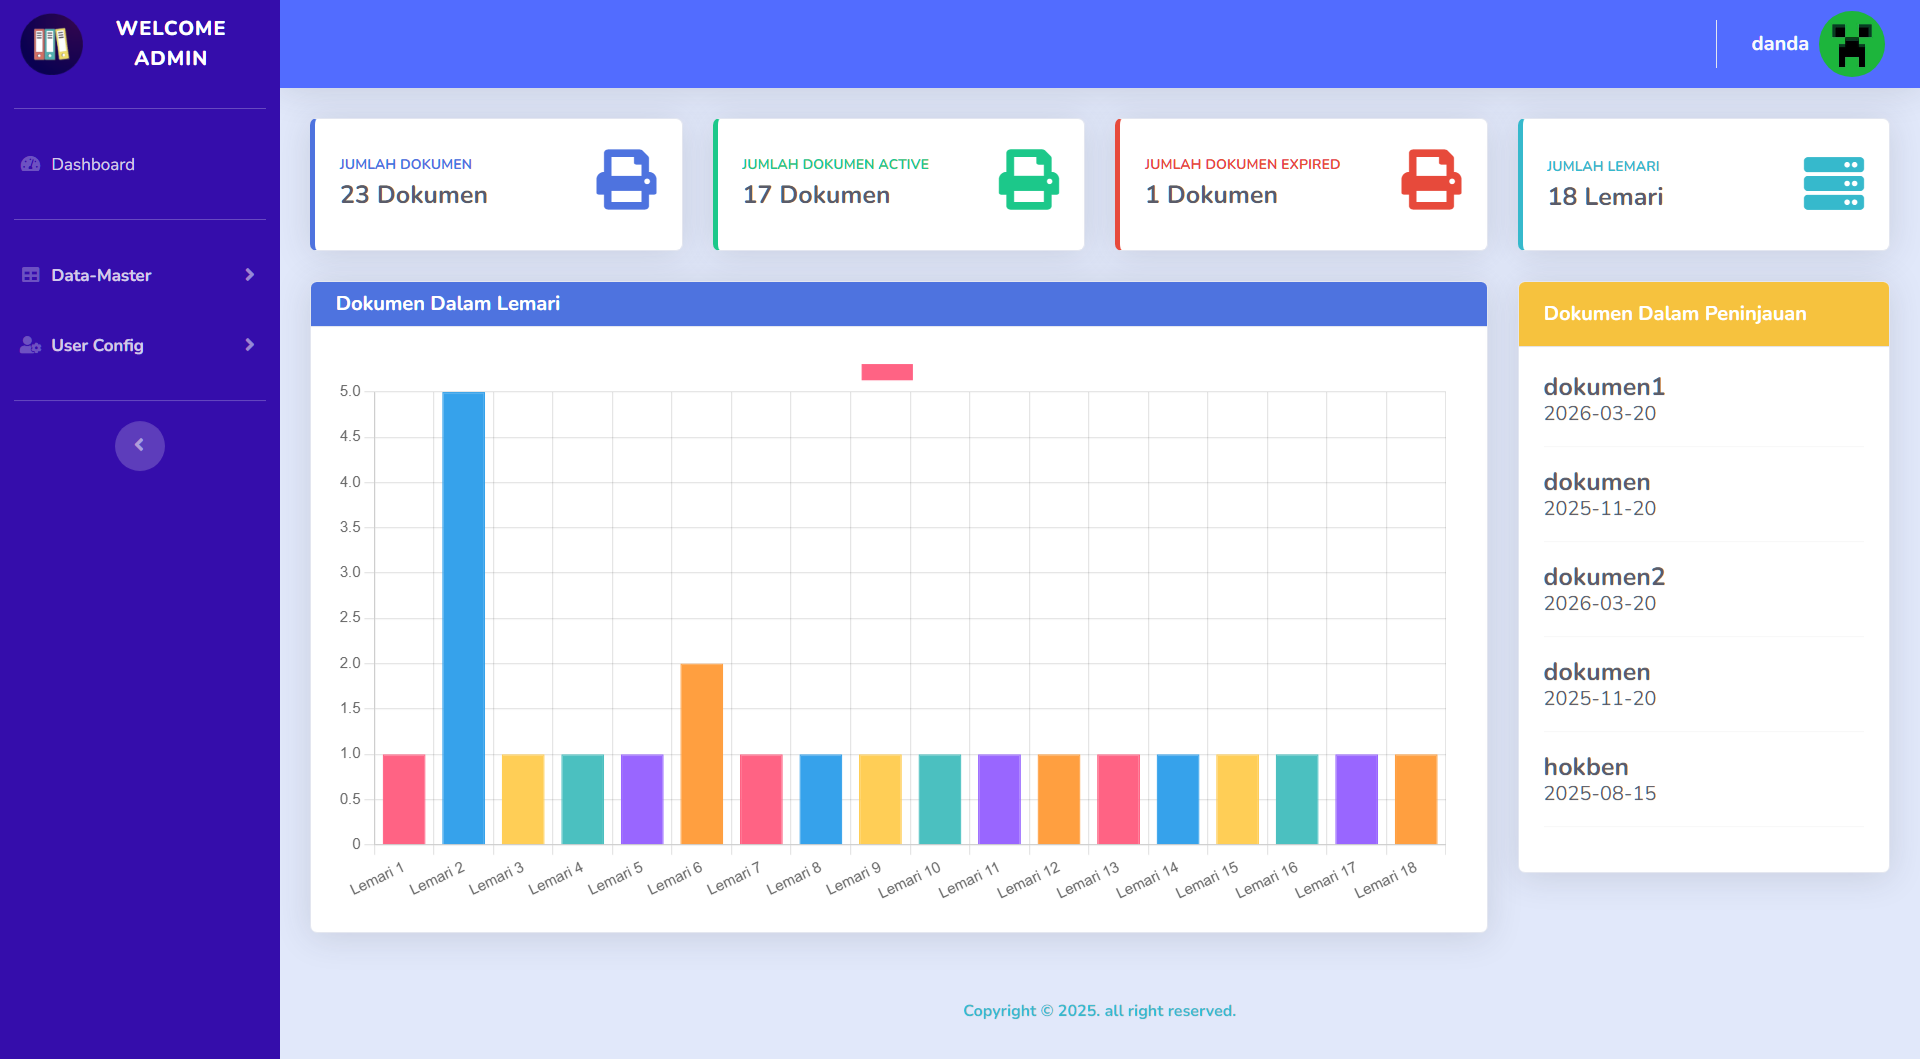 WELCOME
ADMIN
danda
Dashboard
Data-Master
User Config
JUMLAH DOKUMEN
23 Dokumen
JUMLAH DOKUMEN ACTIVE
17 Dokumen
JUMLAH DOKUMEN EXPIRED
1 Dokumen
JUMLAH LEMARI
18 Lemari
Dokumen Dalam Lemari
5.0
4.5
4.0
3.5
3.0
2.5
2.0
1.5
1.0
0.5
0
Lemari 1
Lemari 2
Lemari 3
Lemari 4
Lemari 5
Lemari 6
Lemari 7
Lemari 8
Lemari 9
Lemari 10
Lemari 11
Lemari 12
Lemari 13
Lemari 14
Lemari 15
Lemari 16
Lemari 17
Lemari 18
Dokumen Dalam Peninjauan
dokumen1
2026-03-20
dokumen
2025-11-20
dokumen2
2026-03-20
dokumen
2025-11-20
hokben
2025-08-15
Copyright © 2025. all right reserved.